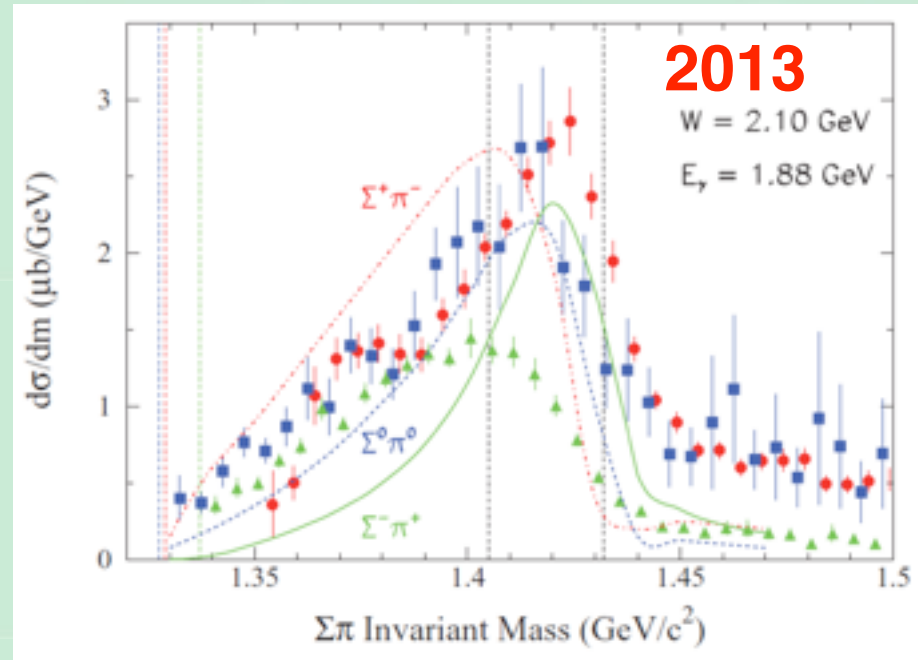 2013
W = 2.10 GeV
Eγ = 1.88 GeV
3
2
1
0
dσ/dm (μb/GeV)
Σ⁺π⁻
Σ⁰π⁰
Σ⁻π⁺
1.35
1.4
1.45
1.5
Σπ Invariant Mass (GeV/c²)